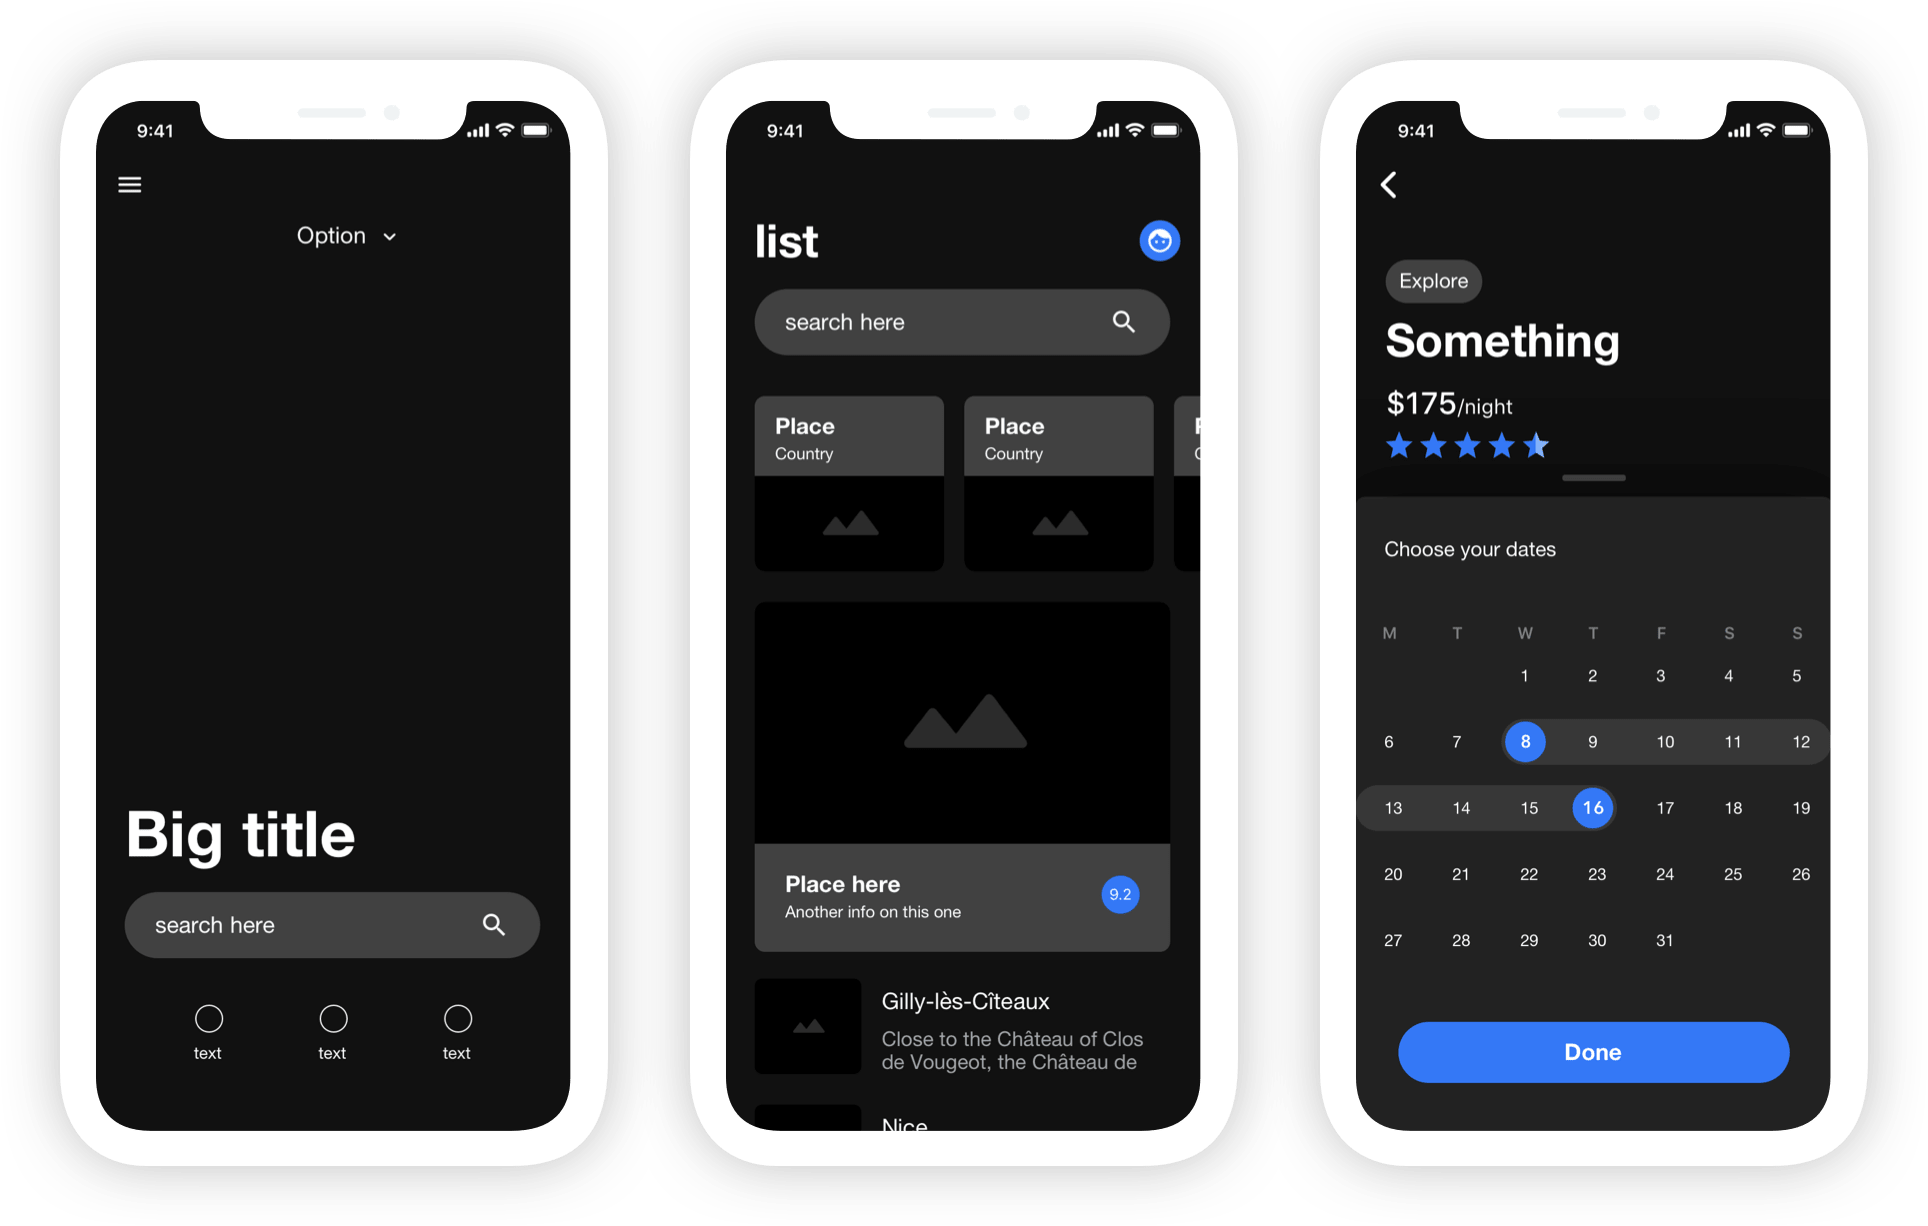 9:41
Option
Big title
search here
text text text
9:41
list
search here
Place Place
Country Country
Place here
Another info on this one
9.2
Gilly-lès-Cîteaux
Close to the Château of Clos
de Vougeot, the Château de
Nice
9:41
Explore
Something
$175/night
Choose your dates
M T W T F S S
1 2 3 4 5
6 7 8 9 10 11 12
13 14 15 16 17 18 19
20 21 22 23 24 25 26
27 28 29 30 31
Done